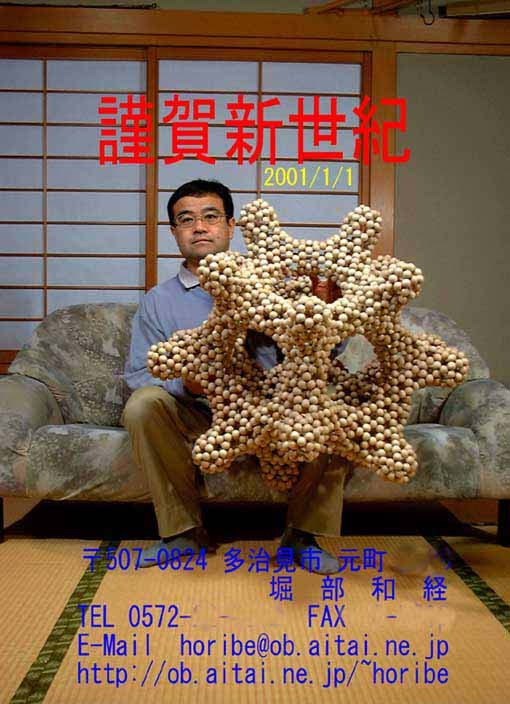 謹賀新世紀
2001/1/1
〒507-0824 多治見市 元町
堀 部 和 経
TEL 0572-      FAX    -
E-Mail horibe@ob.aitai.ne.jp
http://ob.aitai.ne.jp/~horibe